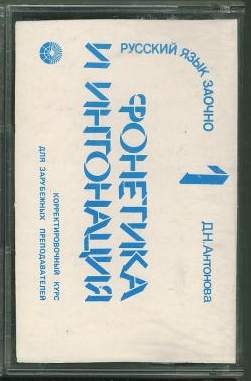 РУССКИЙ ЯЗЫК ЗАОЧНО
1
Д.Н.Антонова
ФОНЕТИКА
И ИНТОНАЦИЯ
КОРРЕКТИРОВОЧНЫЙ КУРС
ДЛЯ ЗАРУБЕЖНЫХ ПРЕПОДАВАТЕЛЕЙ